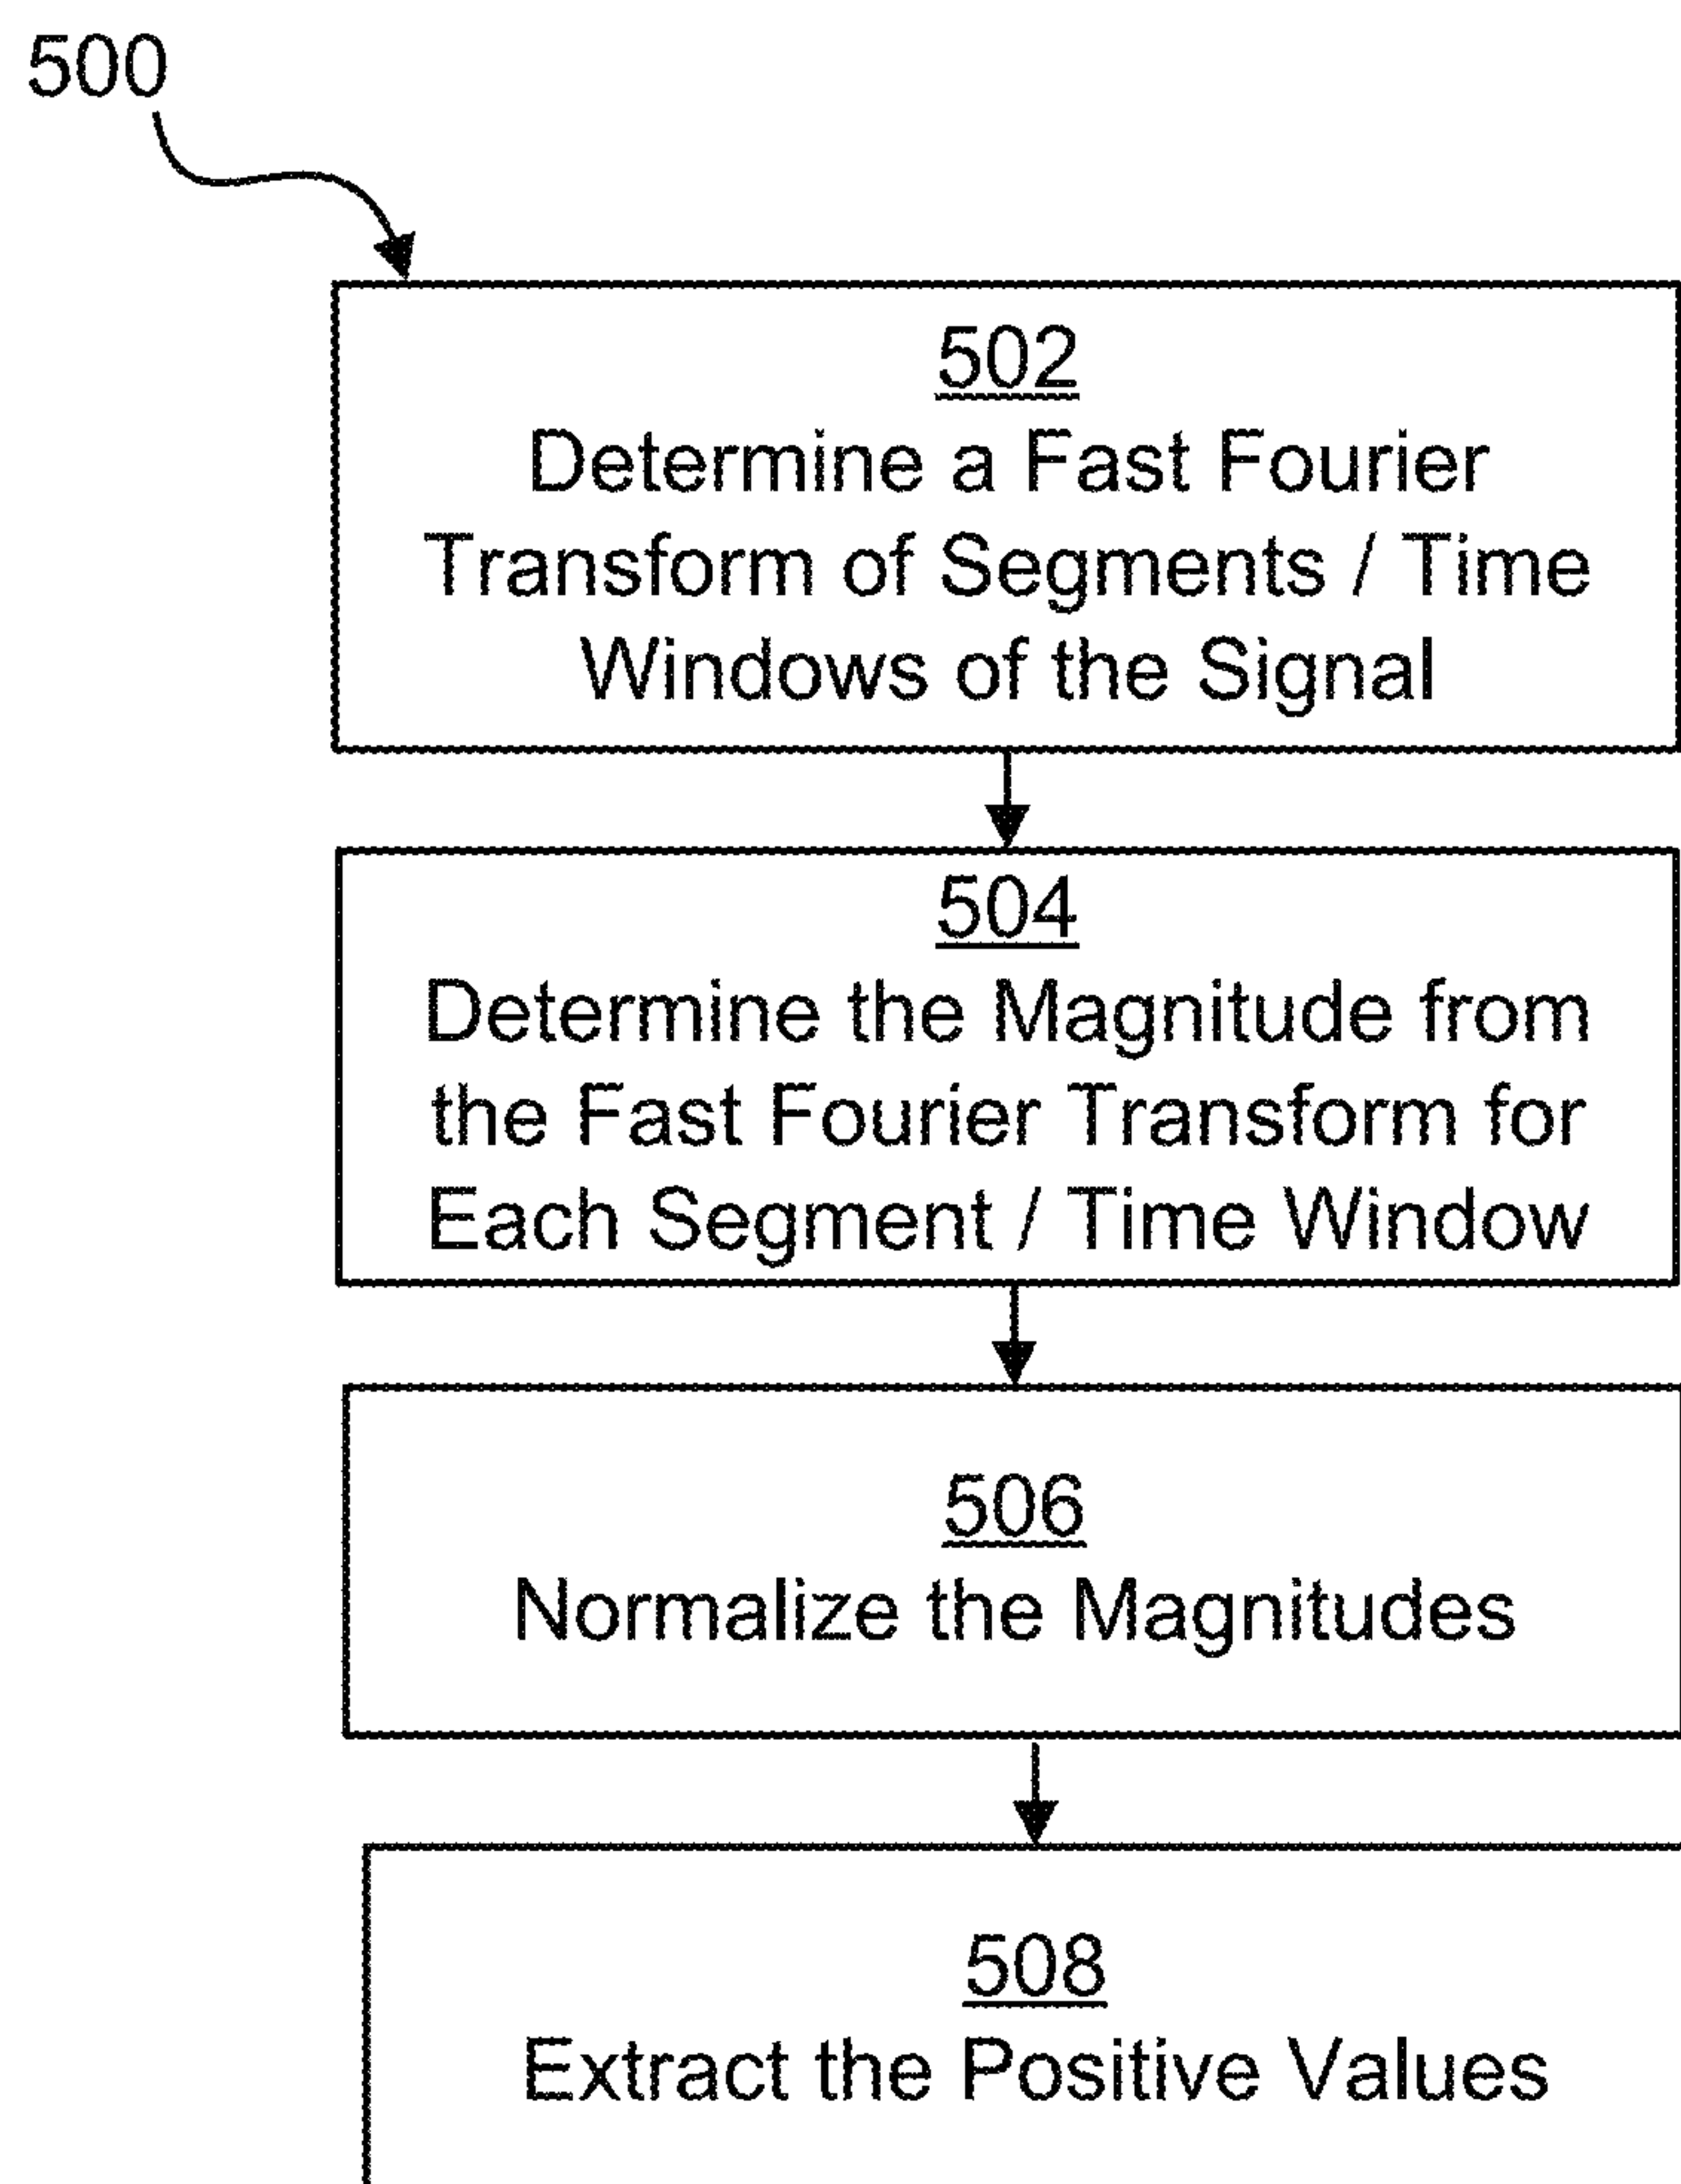 500
502
Determine a Fast Fourier
Transform of Segments / Time
Windows of the Signal
504
Determine the Magnitude from
the Fast Fourier Transform for
Each Segment / Time Window
506
Normalize the Magnitudes
508
Extract the Positive Values